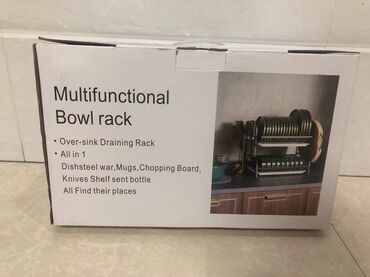 Multifunctional
Bowl rack
• Over-sink Draining Rack
• All in 1
Dishsteel war,Mugs,Chopping Board,
Knives Shelf sent bottle
All Find their places